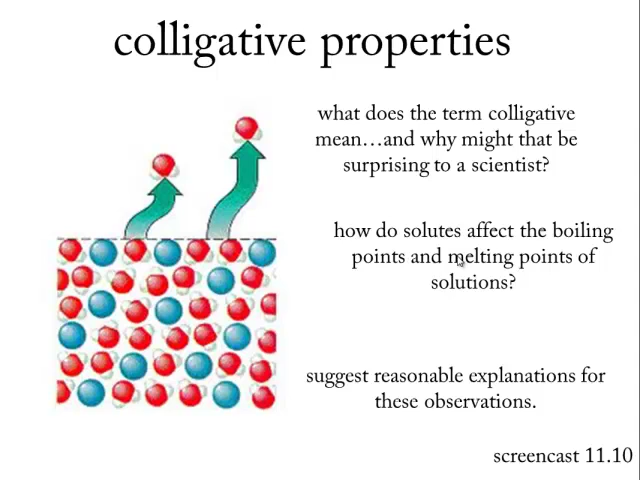 colligative properties
what does the term colligative
mean…and why might that be
surprising to a scientist?
how do solutes affect the boiling
points and melting points of
solutions?
suggest reasonable explanations for
these observations.
screencast 11.10